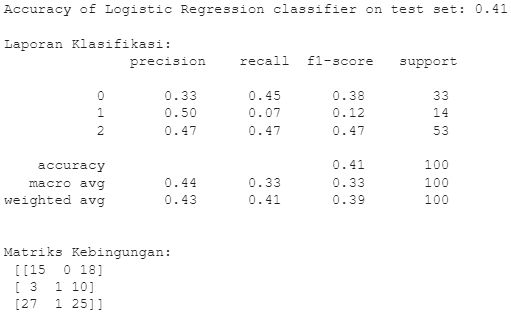 Accuracy of Logistic Regression classifier on test set: 0.41
Laporan Klasifikasi:
precision recall f1-score support
0 0.33 0.45 0.38 33
1 0.50 0.07 0.12 14
2 0.47 0.47 0.47 53
accuracy 0.41 100
macro avg 0.44 0.33 0.33 100
weighted avg 0.43 0.41 0.39 100
Matriks Kebingungan:
[[15 0 18]
[ 3 1 10]
[27 1 25]]